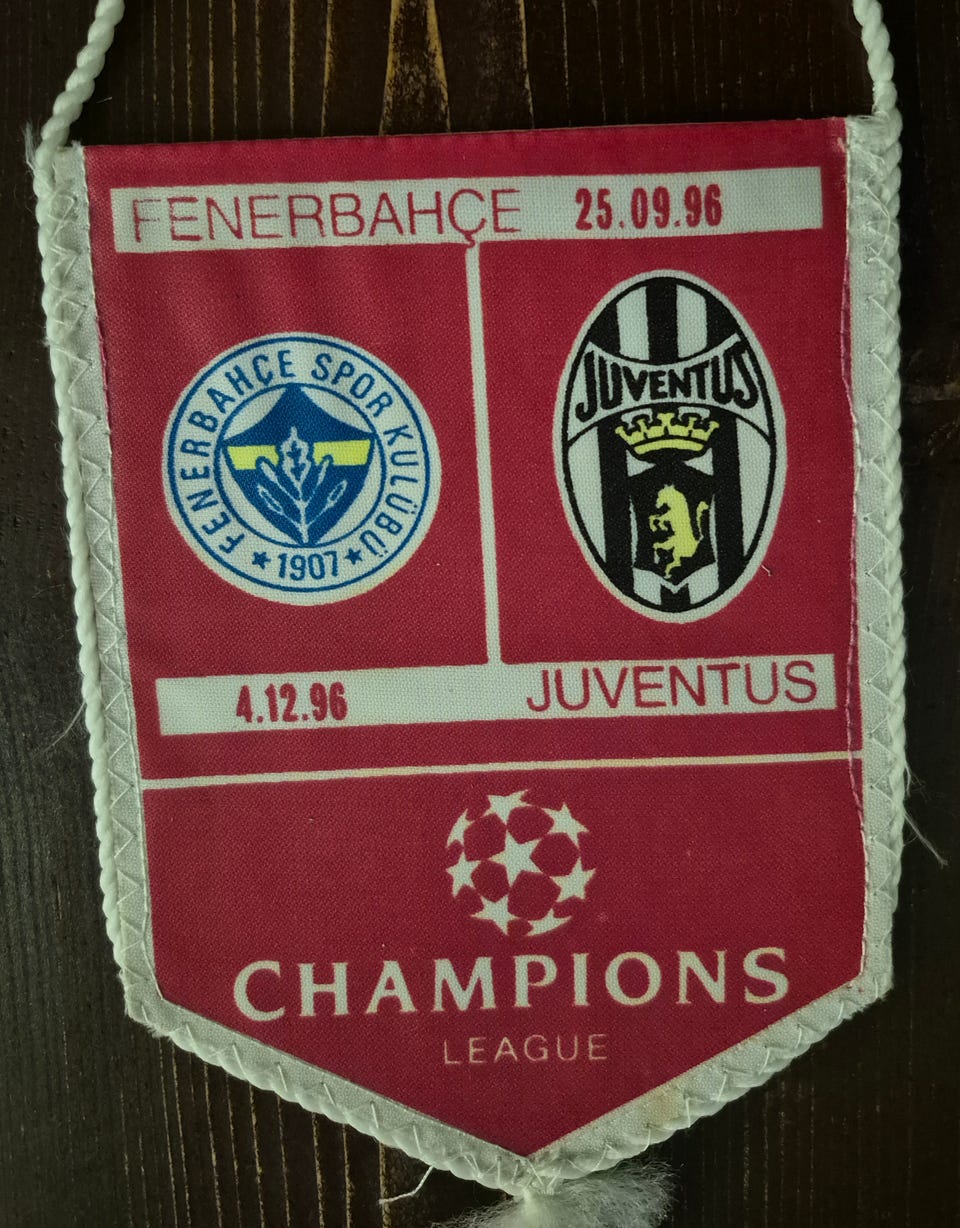 FENERBAHÇE 25.09.96
FENERBAHÇE SPOR KULÜBÜ
★ 1907 ★
JUVENTUS
4.12.96 JUVENTUS
CHAMPIONS
LEAGUE